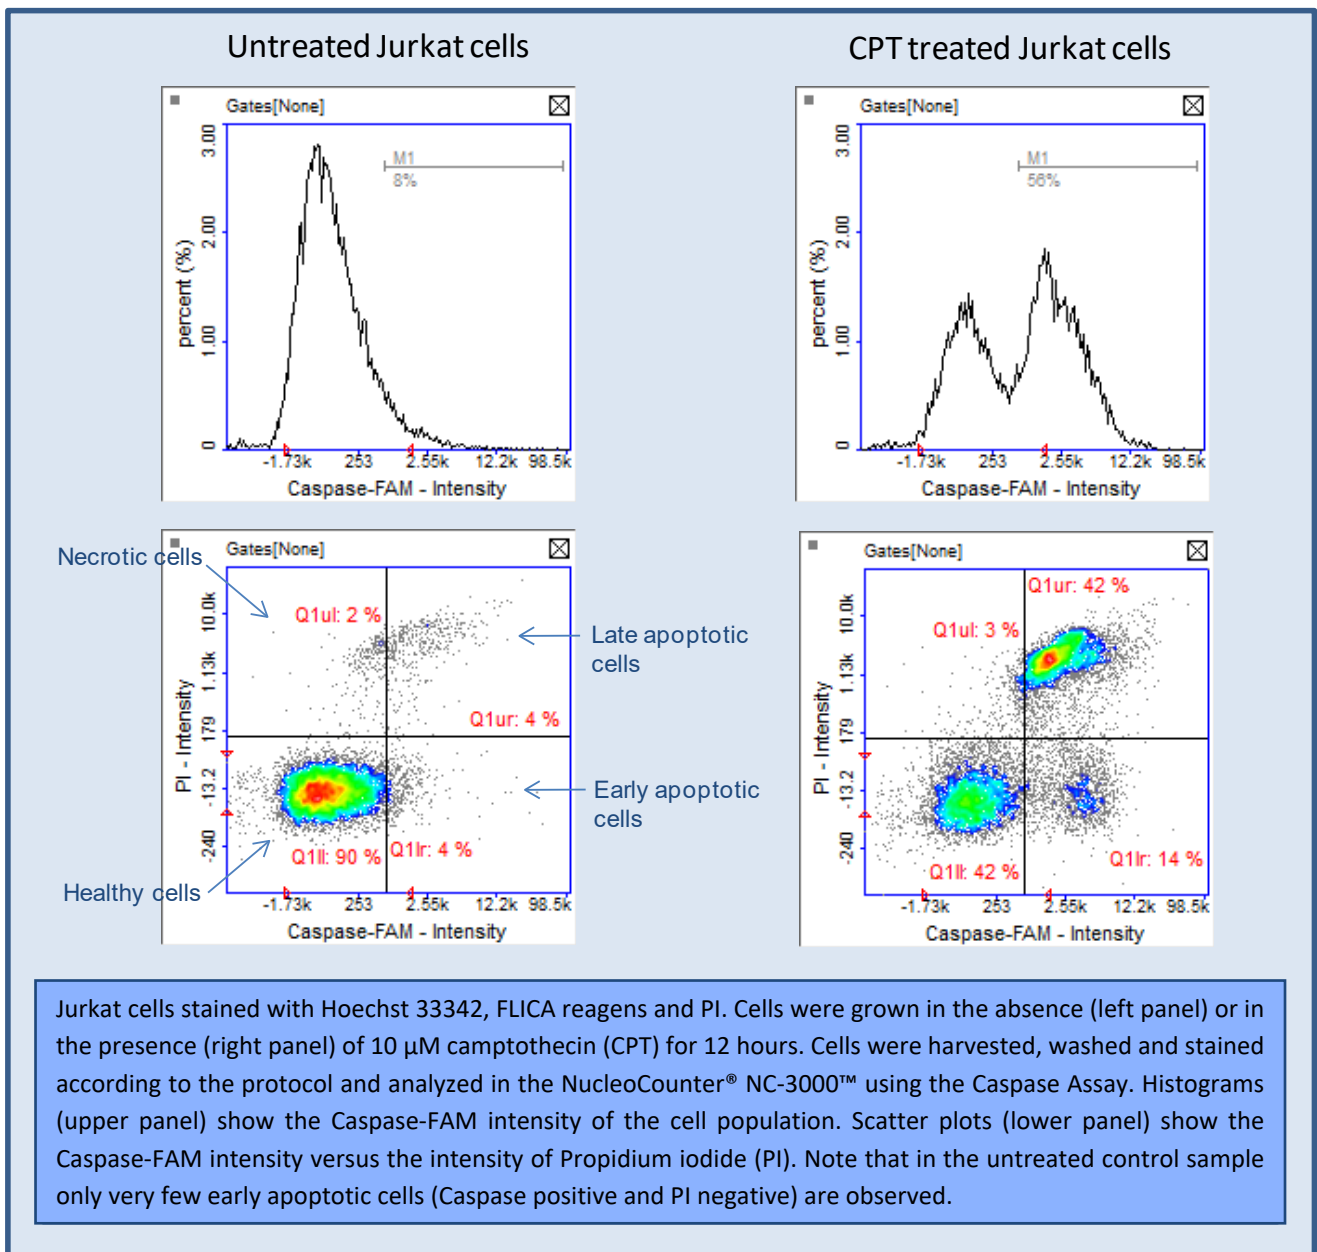 Untreated Jurkat cells
CPT treated Jurkat cells
Gates[None]
M1
8%
percent (%)
3.00
2.00
1.00
0
-1.73k 253 2.55k 12.2k 98.5k
Caspase-FAM - Intensity
Gates[None]
M1
56%
percent (%)
3.00
2.00
1.00
0
-1.73k 253 2.55k 12.2k 98.5k
Caspase-FAM - Intensity
Necrotic cells
Gates[None]
Q1ul: 2 %
Late apoptotic
cells
Q1ur: 4 %
Early apoptotic
cells
Q1ll: 90 %
Q1lr: 4 %
Healthy cells
PI - Intensity
10.0k
1.13k
179
-13.2
-240
-1.73k 253 2.55k 12.2k 98.5k
Caspase-FAM - Intensity
Gates[None]
Q1ur: 42 %
Q1ul: 3 %
Q1ll: 42 %
Q1lr: 14 %
PI - Intensity
10.0k
1.13k
179
-13.2
-240
-1.73k 253 2.55k 12.2k 98.5k
Caspase-FAM - Intensity
Jurkat cells stained with Hoechst 33342, FLICA reagens and PI. Cells were grown in the absence (left panel) or in
the presence (right panel) of 10 µM camptothecin (CPT) for 12 hours. Cells were harvested, washed and stained
according to the protocol and analyzed in the NucleoCounter® NC-3000™ using the Caspase Assay. Histograms
(upper panel) show the Caspase-FAM intensity of the cell population. Scatter plots (lower panel) show the
Caspase-FAM intensity versus the intensity of Propidium iodide (PI). Note that in the untreated control sample
only very few early apoptotic cells (Caspase positive and PI negative) are observed.